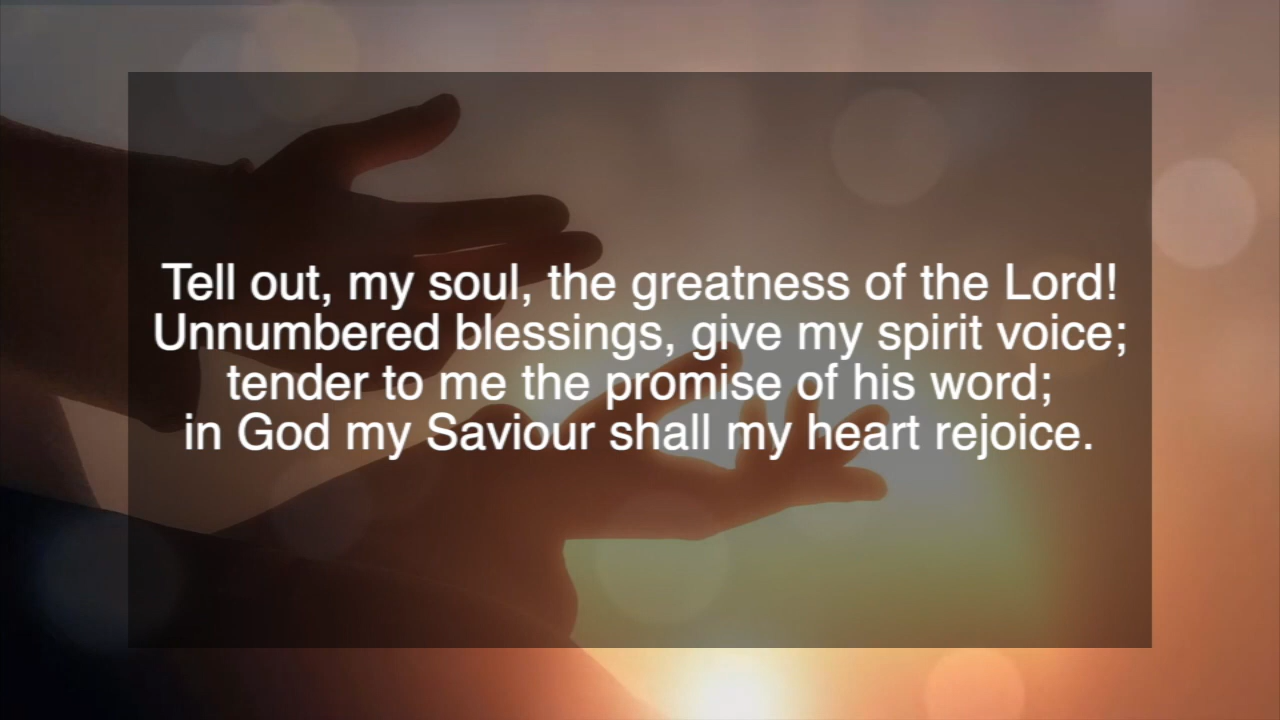 Tell out, my soul, the greatness of the Lord!
Unnumbered blessings, give my spirit voice;
tender to me the promise of his word;
in God my Saviour shall my heart rejoice.